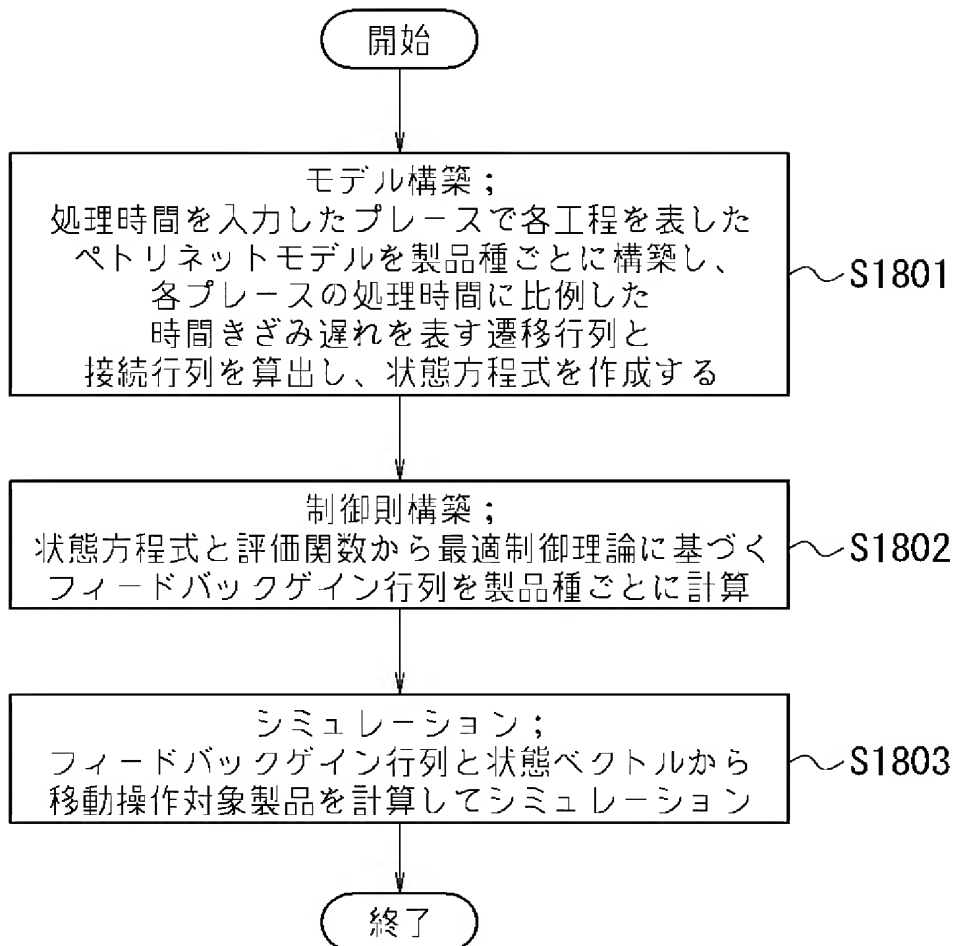 開始
モデル構築；
処理時間を入力したプレースで各工程を表した
ペトリネットモデルを製品種ごとに構築し、
各プレースの処理時間に比例した
時間きざみ遅れを表す遷移行列と
接続行列を算出し、状態方程式を作成する
S1801
制御則構築；
状態方程式と評価関数から最適制御理論に基づく
フィードバックゲイン行列を製品種ごとに計算
S1802
シミュレーション；
フィードバックゲイン行列と状態ベクトルから
移動操作対象製品を計算してシミュレーション
S1803
終了